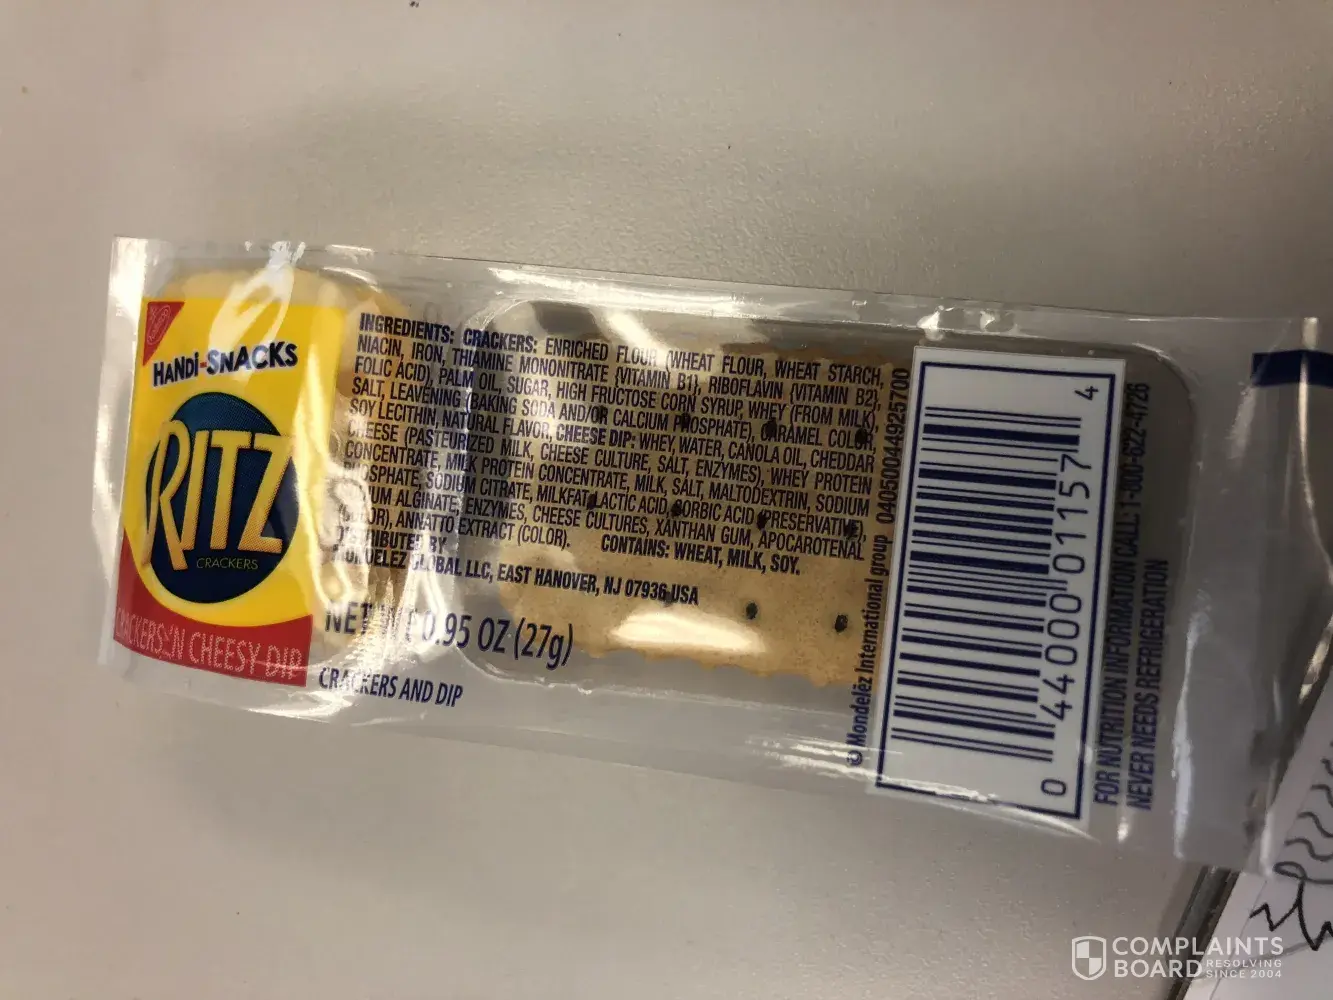 NABISCO
HANDI-SNACKS
RITZ
CRACKERS
CRACKERS 'N CHEESY DIP
INGREDIENTS: CRACKERS: ENRICHED FLOUR (WHEAT FLOUR, WHEAT STARCH,
NIACIN, IRON, THIAMINE MONONITRATE {VITAMIN B1}, RIBOFLAVIN {VITAMIN B2},
FOLIC ACID), PALM OIL, SUGAR, HIGH FRUCTOSE CORN SYRUP, WHEY (FROM MILK),
SALT, LEAVENING (BAKING SODA AND/OR CALCIUM PHOSPHATE), CARAMEL COLOR,
SOY LECITHIN, NATURAL FLAVOR, CHEESE DIP: WHEY, WATER, CANOLA OIL, CHEDDAR
CHEESE (PASTEURIZED MILK, CHEESE CULTURE, SALT, ENZYMES), WHEY PROTEIN
CONCENTRATE, MILK PROTEIN CONCENTRATE, MILK, SALT, MALTODEXTRIN, SODIUM
PHOSPHATE, SODIUM CITRATE, MILKFAT, LACTIC ACID, SORBIC ACID (PRESERVATIVE),
SODIUM ALGINATE, ENZYMES, CHEESE CULTURES, XANTHAN GUM, APOCAROTENAL
(COLOR), ANNATTO EXTRACT (COLOR). CONTAINS: WHEAT, MILK, SOY.
DISTRIBUTED BY
MONDELEZ GLOBAL LLC, EAST HANOVER, NJ 07936 USA
NET WT 0.95 OZ (27g)
CRACKERS AND DIP
© Mondelēz International group 040500044925700
0 44000 01157 4
FOR NUTRITION INFORMATION CALL: 1-800-622-4726
NEVER NEEDS REFRIGERATION
COMPLAINTS
BOARD RESOLVING
SINCE 2004